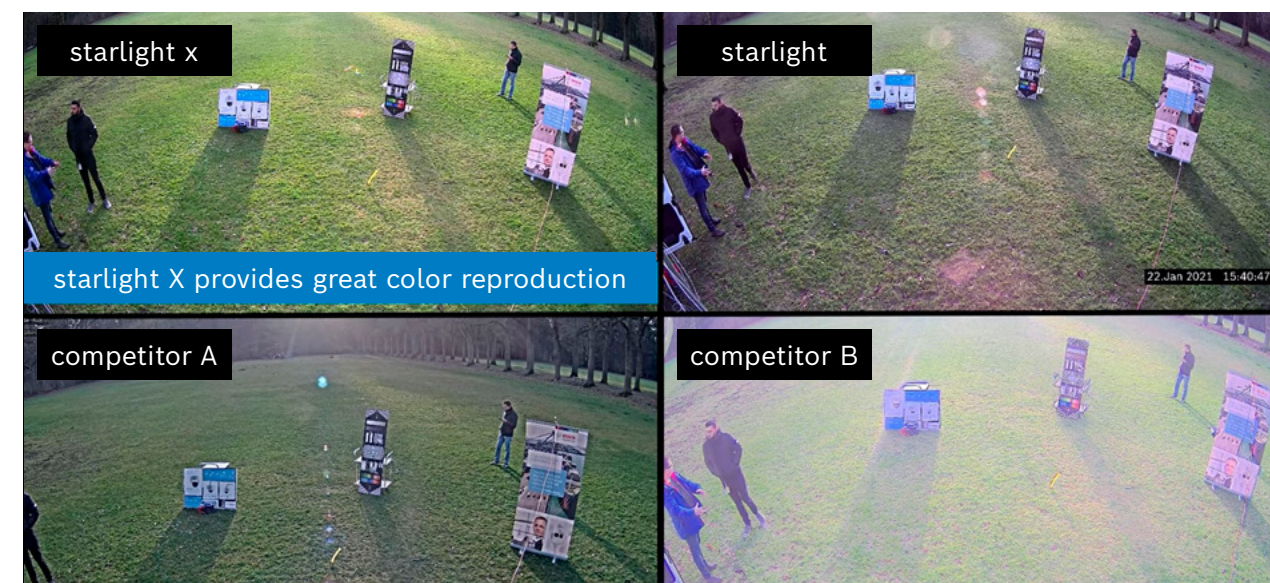 starlight x
starlight
starlight X provides great color reproduction
22.Jan 2021 15:40:47
competitor A
competitor B